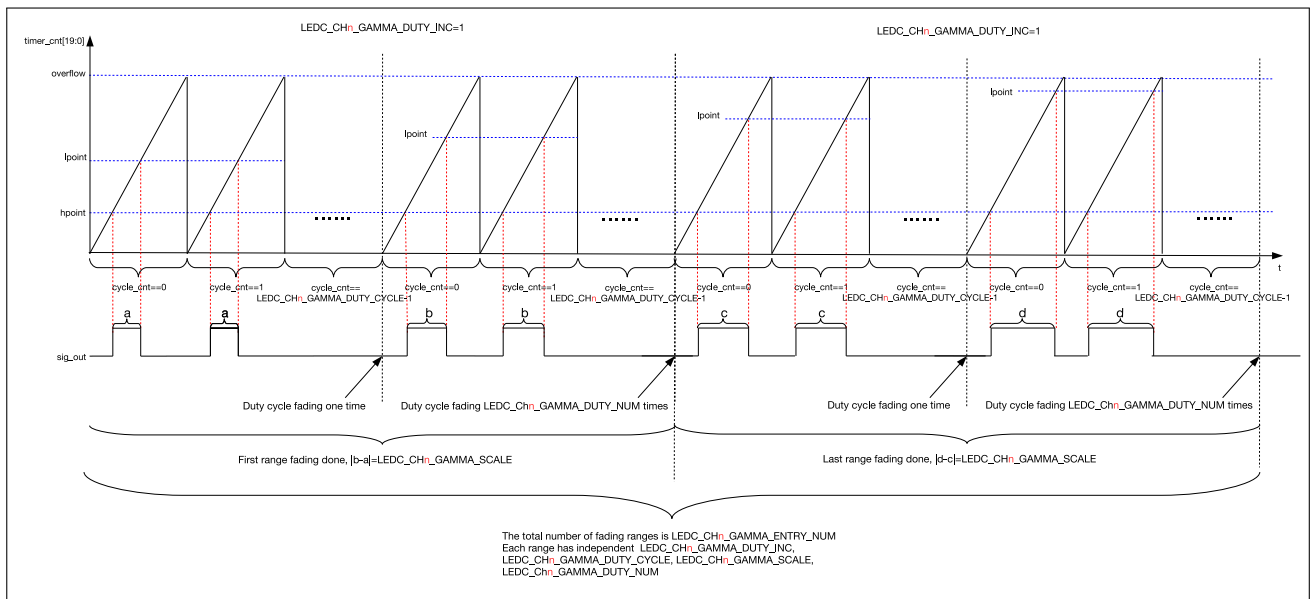 LEDC_CHn_GAMMA_DUTY_INC=1
LEDC_CHn_GAMMA_DUTY_INC=1
timer_cnt[19:0]
overflow
lpoint
lpoint
lpoint
lpoint
hpoint
......
......
......
......
t
cycle_cnt==0
cycle_cnt==1
cycle_cnt==
LEDC_CHn_GAMMA_DUTY_CYCLE-1
cycle_cnt==0
cycle_cnt==1
cycle_cnt==
LEDC_CHn_GAMMA_DUTY_CYCLE-1
cycle_cnt==0
cycle_cnt==1
cycle_cnt==
LEDC_CHn_GAMMA_DUTY_CYCLE-1
cycle_cnt==0
cycle_cnt==1
cycle_cnt==
LEDC_CHn_GAMMA_DUTY_CYCLE-1
a
a
b
b
c
c
d
d
sig_out
Duty cycle fading one time
Duty cycle fading LEDC_Chn_GAMMA_DUTY_NUM times
Duty cycle fading one time
Duty cycle fading LEDC_Chn_GAMMA_DUTY_NUM times
First range fading done, |b-a|=LEDC_CHn_GAMMA_SCALE
Last range fading done, |d-c|=LEDC_CHn_GAMMA_SCALE
The total number of fading ranges is LEDC_CHn_GAMMA_ENTRY_NUM
Each range has independent LEDC_CHn_GAMMA_DUTY_INC,
LEDC_CHn_GAMMA_DUTY_CYCLE, LEDC_CHn_GAMMA_SCALE,
LEDC_Chn_GAMMA_DUTY_NUM